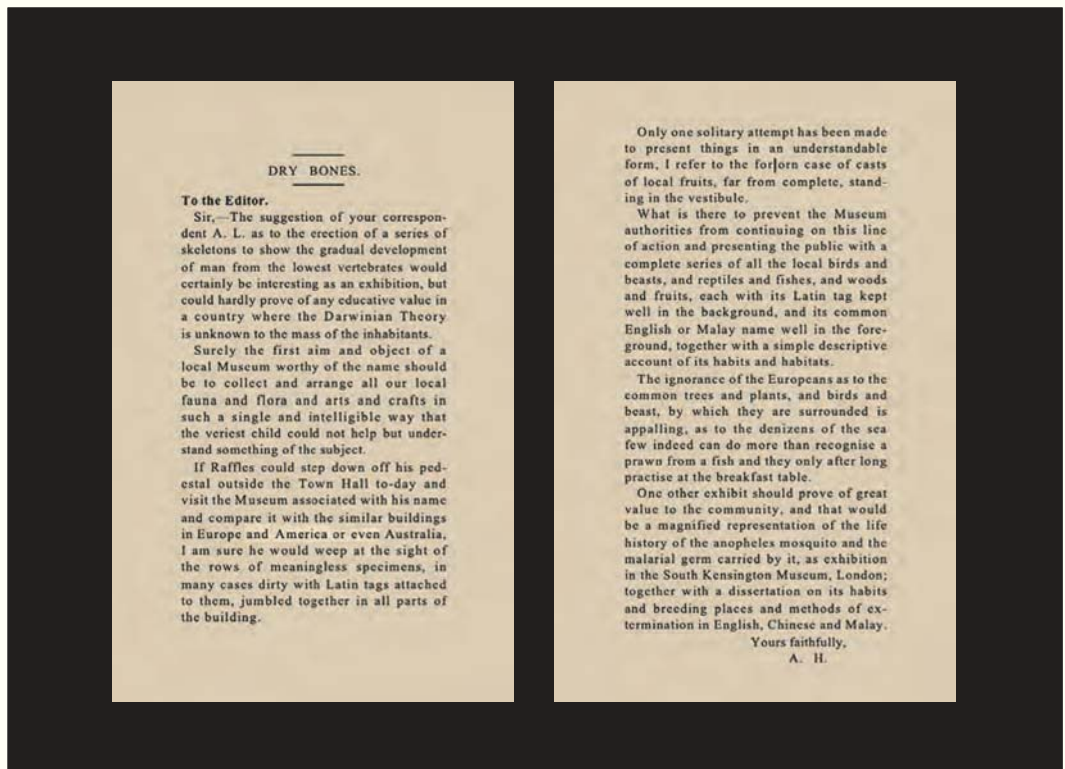 DRY BONES.
To the Editor.
Sir,—The suggestion of your correspon-
dent A. L. as to the erection of a series of
skeletons to show the gradual development
of man from the lowest vertebrates would
certainly be interesting as an exhibition, but
could hardly prove of any educative value in
a country where the Darwinian Theory
is unknown to the mass of the inhabitants.
Surely the first aim and object of a
local Museum worthy of the name should
be to collect and arrange all our local
fauna and flora and arts and crafts in
such a single and intelligible way that
the veriest child could not help but under-
stand something of the subject.
If Raffles could step down off his ped-
estal outside the Town Hall to-day and
visit the Museum associated with his name
and compare it with the similar buildings
in Europe and America or even Australia,
I am sure he would weep at the sight of
the rows of meaningless specimens, in
many cases dirty with Latin tags attached
to them, jumbled together in all parts of
the building.
Only one solitary attempt has been made
to present things in an understandable
form, I refer to the forlorn case of casts
of local fruits, far from complete, stand-
ing in the vestibule.
What is there to prevent the Museum
authorities from continuing on this line
of action and presenting the public with a
complete series of all the local birds and
beasts, and reptiles and fishes, and woods
and fruits, each with its Latin tag kept
well in the background, and its common
English or Malay name well in the fore-
ground, together with a simple descriptive
account of its habits and habitats.
The ignorance of the Europeans as to the
common trees and plants, and birds and
beast, by which they are surrounded is
appalling, as to the denizens of the sea
few indeed can do more than recognise a
prawn from a fish and they only after long
practise at the breakfast table.
One other exhibit should prove of great
value to the community, and that would
be a magnified representation of the life
history of the anopheles mosquito and the
malarial germ carried by it, as exhibition
in the South Kensington Museum, London;
together with a dissertation on its habits
and breeding places and methods of ex-
termination in English, Chinese and Malay.
Yours faithfully,
A. H.